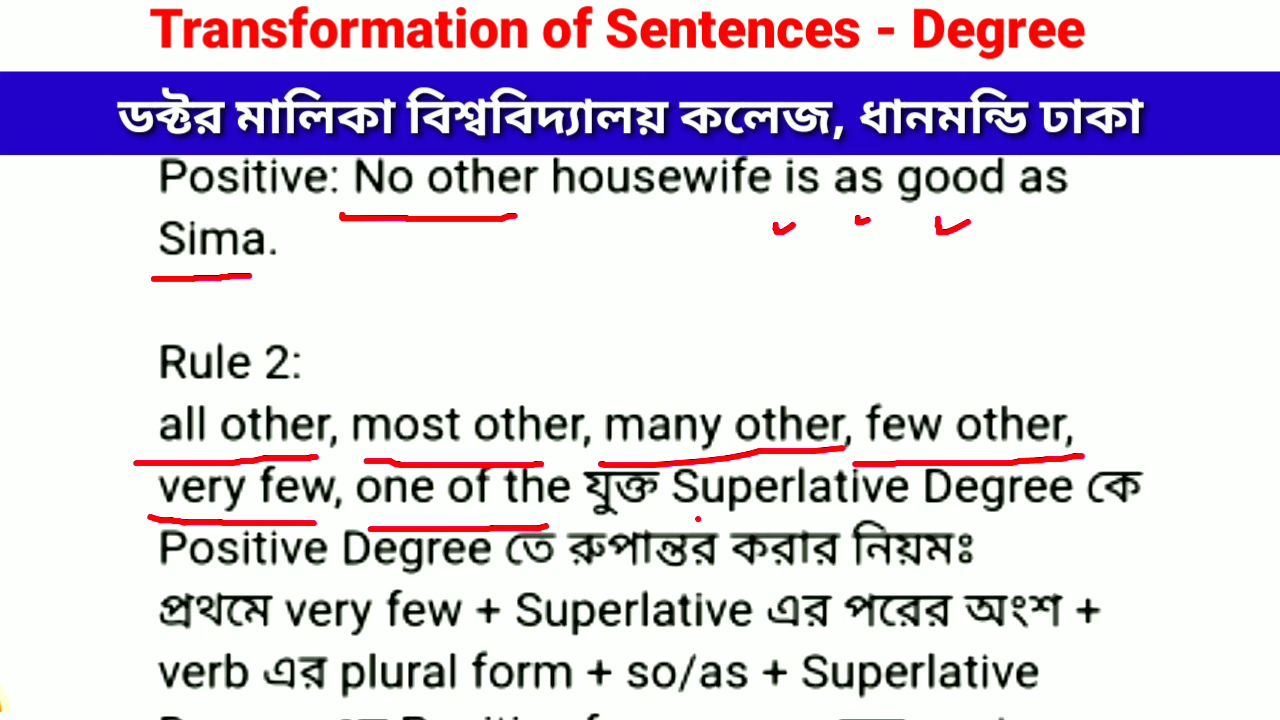 Transformation of Sentences - Degree
ডক্টর মালিকা বিশ্ববিদ্যালয় কলেজ, ধানমন্ডি ঢাকা
Positive: No other housewife is as good as
Sima.
Rule 2:
all other, most other, many other, few other,
very few, one of the যুক্ত Superlative Degree কে
Positive Degree তে রুপান্তর করার নিয়মঃ
প্রথমে very few + Superlative এর পরের অংশ +
verb এর plural form + so/as + Superlative